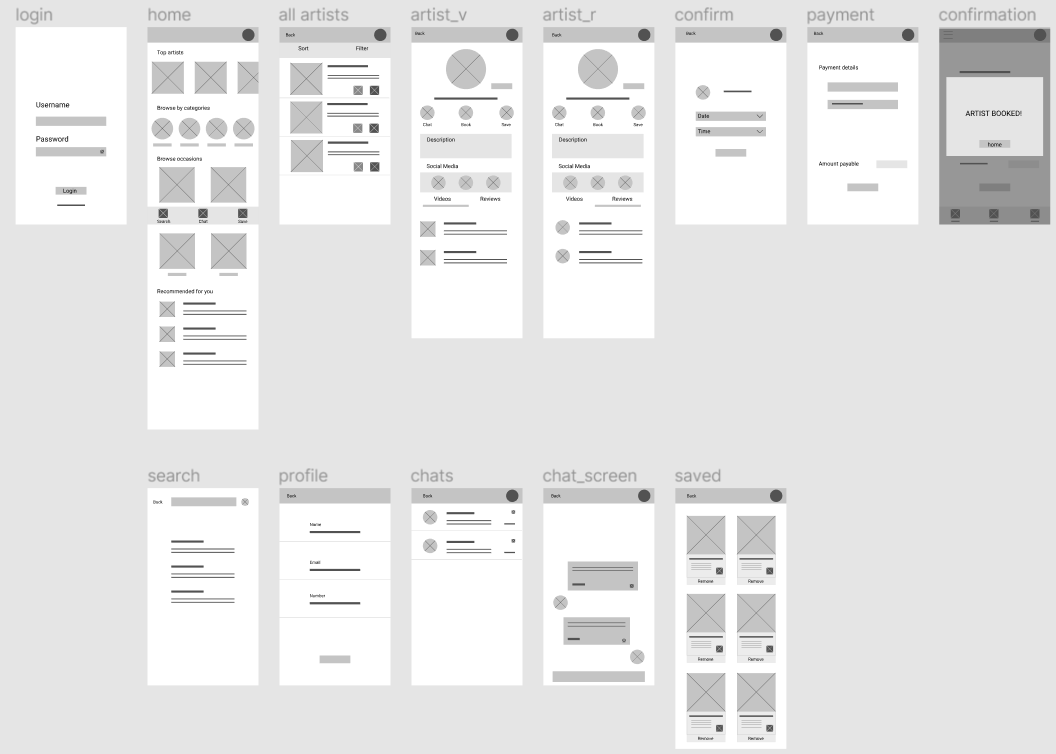 login
Username
Password
Login
home
Top artists
Browse by categories
Browse occasions
Search Chat Save
Recommended for you
all artists
Back
Sort Filter
artist_v
Back
Chat Book Save
Description
Social Media
Videos Reviews
artist_r
Back
Chat Book Save
Description
Social Media
Videos Reviews
confirm
Back
Date
Time
payment
Back
Payment details
Amount payable
confirmation
ARTIST BOOKED!
home
search
Back
profile
Back
Name
Email
Number
chats
Back
chat_screen
Back
saved
Back
Remove Remove
Remove Remove
Remove Remove